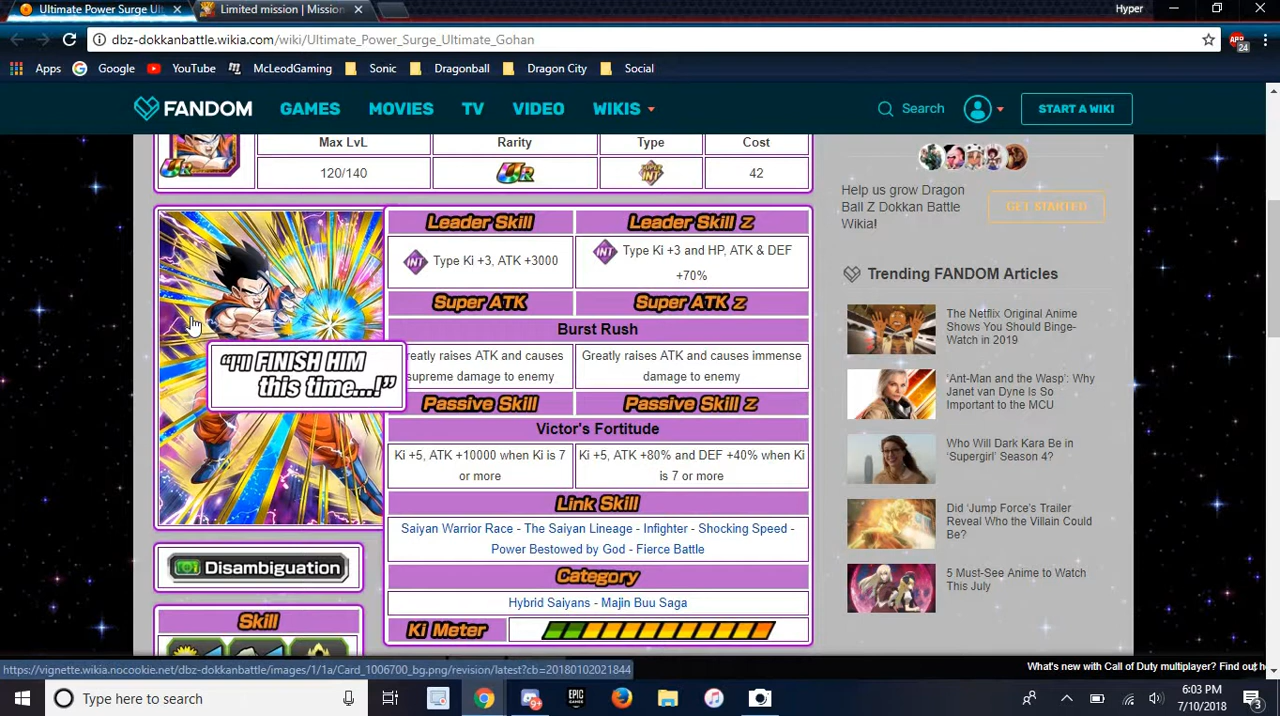 Ultimate Power Surge Ul
Limited mission | Mission
Hyper
dbz-dokkanbattle.wikia.com/wiki/Ultimate_Power_Surge_Ultimate_Gohan
24
Apps Google YouTube McLeodGaming Sonic Dragonball Dragon City Social
FANDOM GAMES MOVIES TV VIDEO WIKIS Search START A WIKI
Max LvL Rarity Type Cost
UR 120/140 UR SUPER INT 42
Help us grow Dragon
Ball Z Dokkan Battle
Wikia!
GET STARTED
Leader Skill Leader Skill Z
INT Type Ki +3, ATK +3000
INT Type Ki +3 and HP, ATK & DEF
+70%
Super ATK Super ATK Z
Burst Rush
reatly raises ATK and causes
supreme damage to enemy
Greatly raises ATK and causes immense
damage to enemy
"I'll FINISH HIM
this time...!"
Passive Skill Passive Skill Z
Victor's Fortitude
Ki +5, ATK +10000 when Ki is 7
or more
Ki +5, ATK +80% and DEF +40% when Ki
is 7 or more
Link Skill
Saiyan Warrior Race - The Saiyan Lineage - Infighter - Shocking Speed -
Power Bestowed by God - Fierce Battle
Category
Hybrid Saiyans - Majin Buu Saga
Ki Meter
Disambiguation
Skill
Trending FANDOM Articles
The Netflix Original Anime
Shows You Should Binge-
Watch in 2019
'Ant-Man and the Wasp': Why
Janet van Dyne Is So
Important to the MCU
Who Will Dark Kara Be in
'Supergirl' Season 4?
Did 'Jump Force's Trailer
Reveal Who the Villain Could
Be?
5 Must-See Anime to Watch
This July
https://vignette.wikia.nocookie.net/dbz-dokkanbattle/images/1/1a/Card_1006700_bg.png/revision/latest?cb=20180102021844
What's new with Call of Duty multiplayer? Find out h
Type here to search
EPIC GAMES
6:03 PM
7/10/2018
3